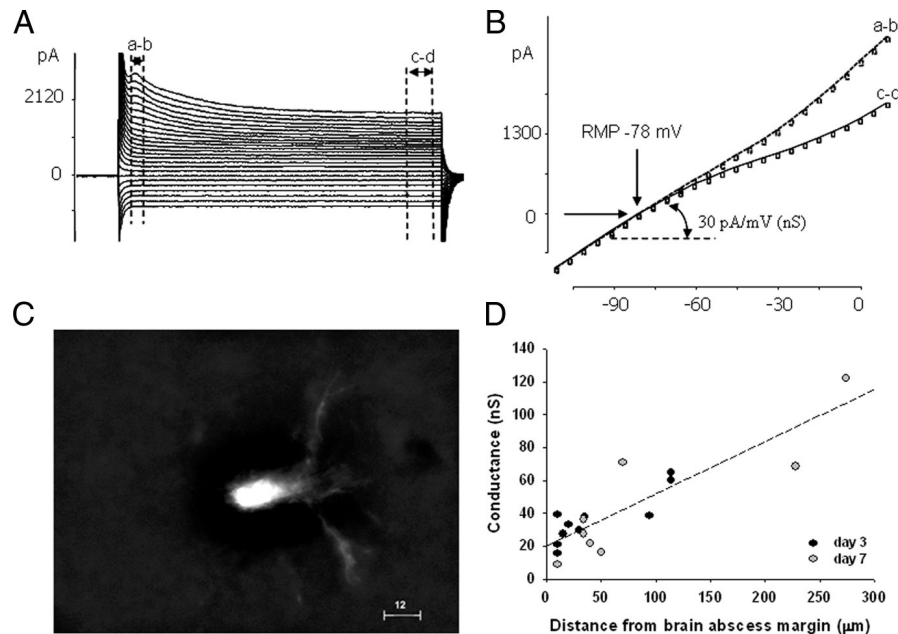 A
a-b
c-d
pA
2120
0
B
a-b
pA
c-d
RMP -78 mV
1300
0
30 pA/mV (nS)
-90
-60
-30
0
C
12
D
140
120
100
80
60
40
20
0
Conductance (nS)
day 3
day 7
0
50
100
150
200
250
300
Distance from brain abscess margin (µm)